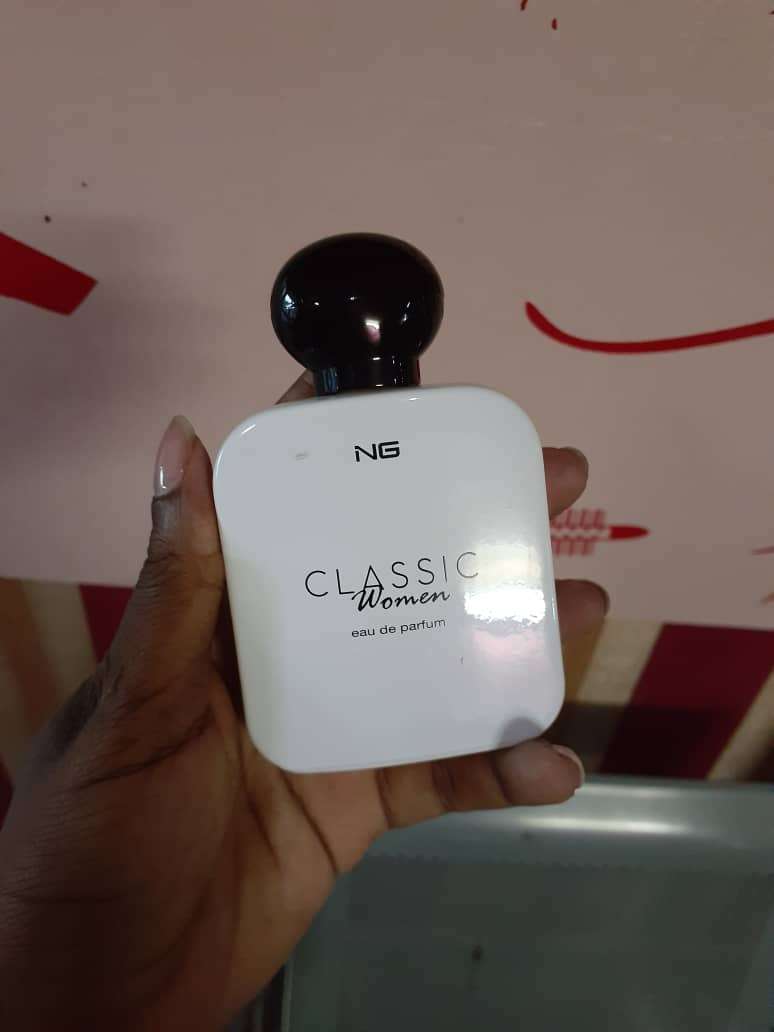 NG
CLASSIC
Women
eau de parfum